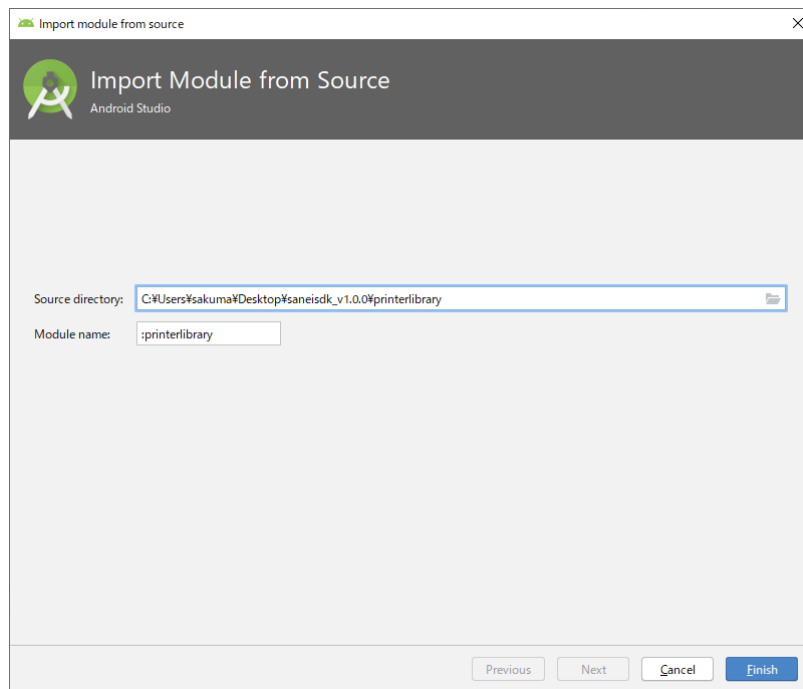 Import module from source
Import Module from Source
Android Studio
Source directory: C:¥Users¥sakuma¥Desktop¥saneisdk_v1.0.0¥printerlibrary
Module name: :printerlibrary
Previous Next Cancel Finish